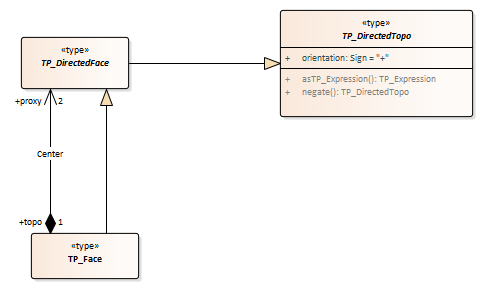 «type»
TP_DirectedTopo
+ orientation: Sign = "+"
+ asTP_Expression(): TP_Expression
+ negate(): TP_DirectedTopo
«type»
TP_DirectedFace
+proxy 2
Center
+topo 1
«type»
TP_Face